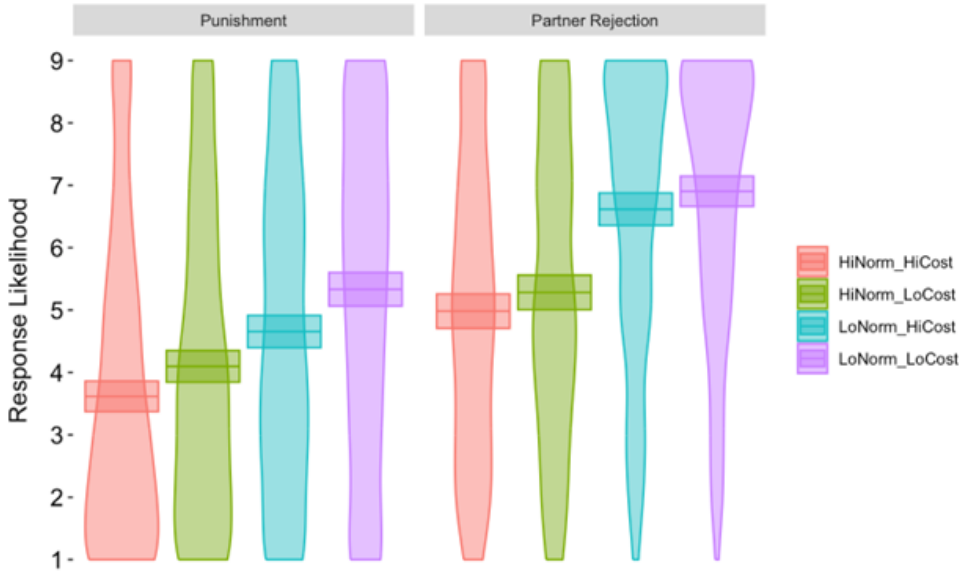 Punishment
Partner Rejection
Response Likelihood
9
8
7
6
5
4
3
2
1
HiNorm_HiCost
HiNorm_LoCost
LoNorm_HiCost
LoNorm_LoCost